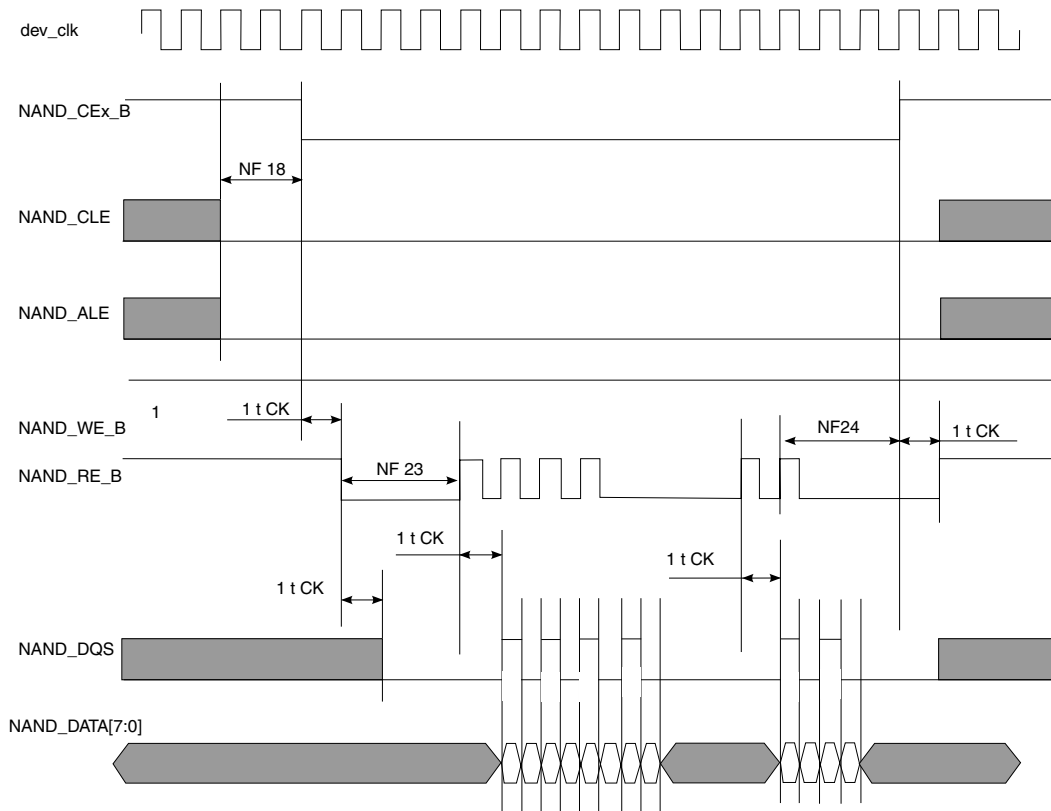 dev_clk
NAND_CEx_B
NF 18
NAND_CLE
NAND_ALE
1
1 t CK
NAND_WE_B
NF24
1 t CK
NAND_RE_B
NF 23
1 t CK
1 t CK
1 t CK
NAND_DQS
NAND_DATA[7:0]